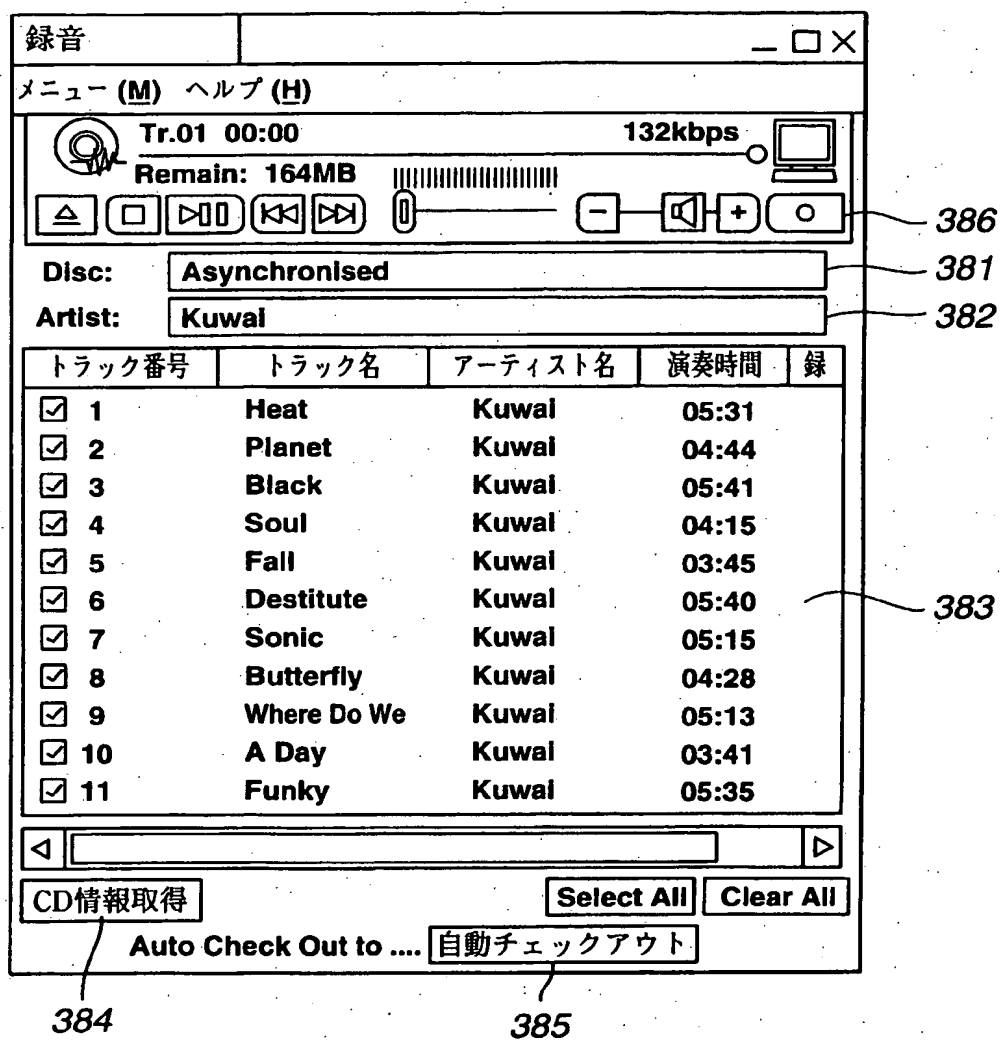 録音
メニュー (M) ヘルプ (H)
Tr.01 00:00 132kbps
Remain: 164MB
386
Disc: Asynchronised 381
Artist: Kuwai 382
トラック番号 トラック名 アーティスト名 演奏時間 録
1 Heat Kuwai 05:31
2 Planet Kuwai 04:44
3 Black Kuwai 05:41
4 Soul Kuwai 04:15
5 Fall Kuwai 03:45
6 Destitute Kuwai 05:40 383
7 Sonic Kuwai 05:15
8 Butterfly Kuwai 04:28
9 Where Do We Kuwai 05:13
10 A Day Kuwai 03:41
11 Funky Kuwai 05:35
CD情報取得 Select All Clear All
Auto Check Out to .... 自動チェックアウト
384 385